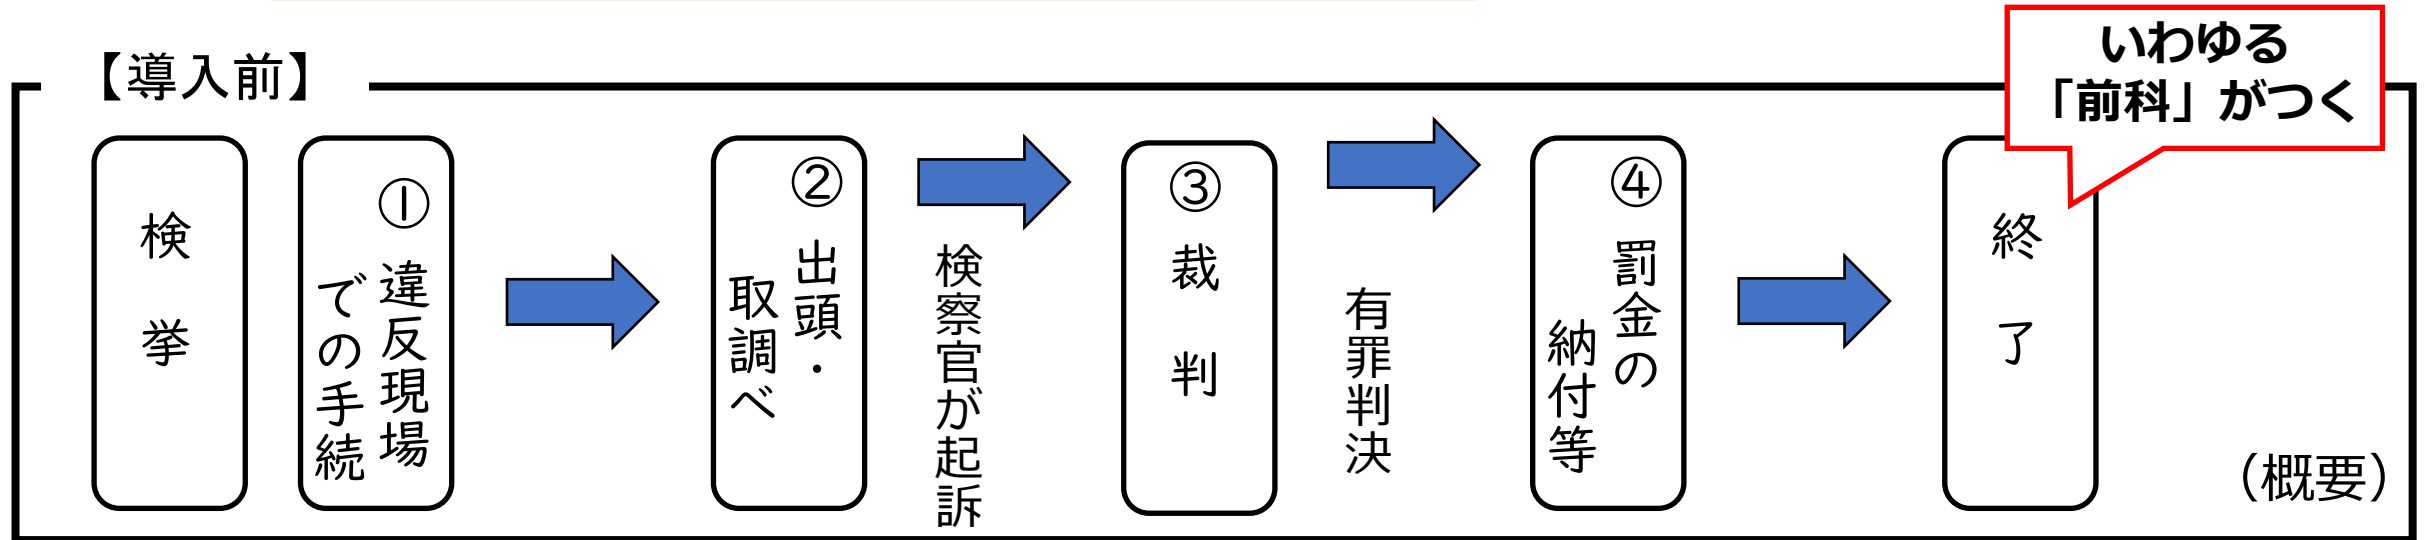 【導入前】
いわゆる
「前科」がつく
検挙
①違反現場
での手続
②出頭・
取調べ
検察官が起訴
③裁判
有罪判決
④罰金の
納付等
終了
（概要）